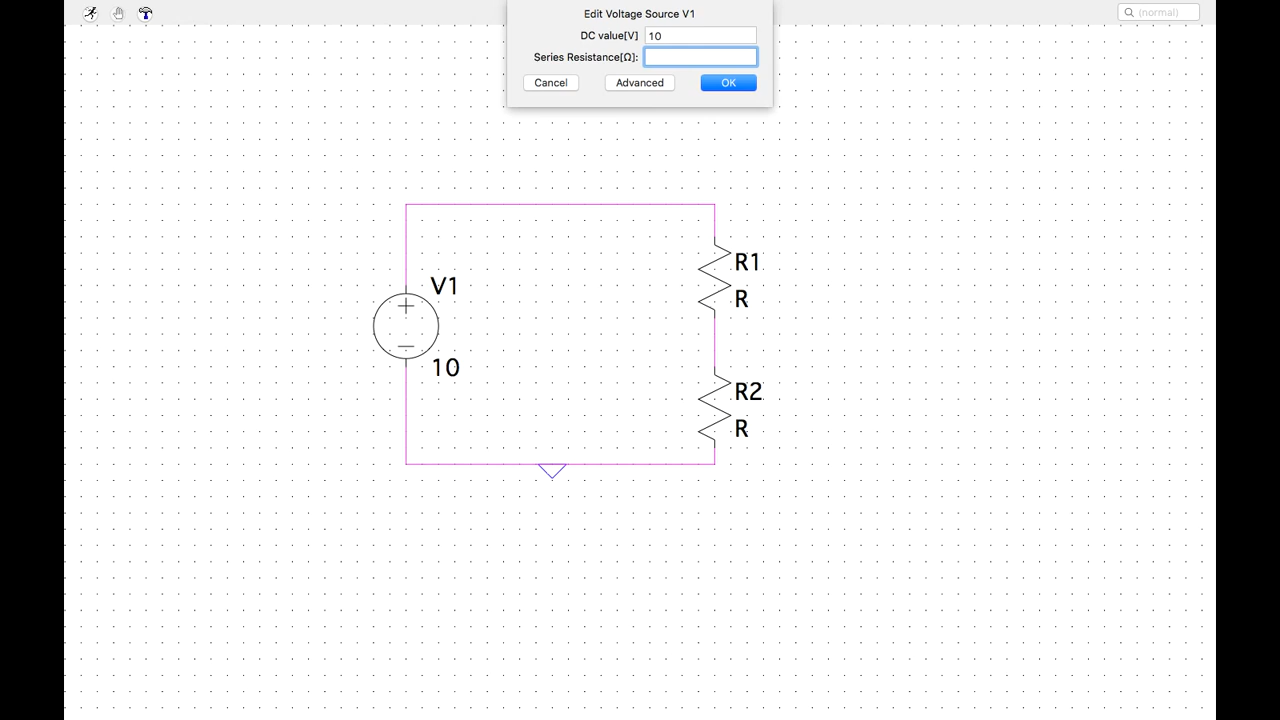 (normal)
Edit Voltage Source V1
DC value[V] 10
Series Resistance[Ω]:
Cancel Advanced OK
V1
10
R1
R
R2
R